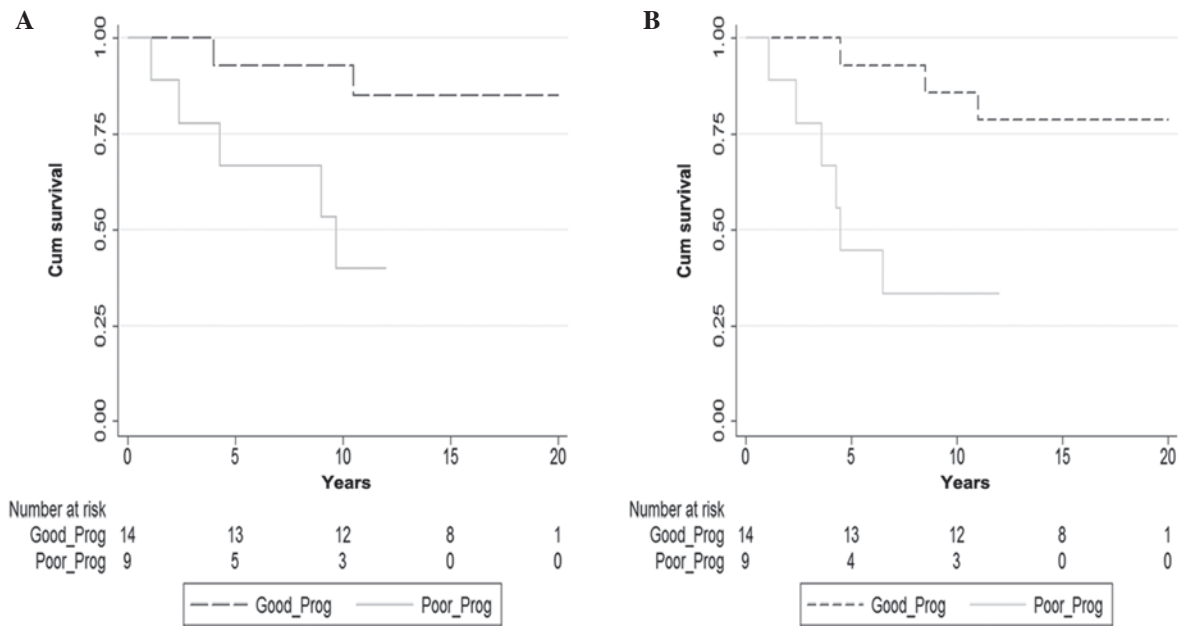 A
1.00
0.75
0.50
0.25
0.00
Cum survival
0 5 10 15 20
Years
Number at risk
Good_Prog 14 13 12 8 1
Poor_Prog 9 5 3 0 0
Good_Prog Poor_Prog
B
1.00
0.75
0.50
0.25
0.00
Cum survival
0 5 10 15 20
Years
Number at risk
Good_Prog 14 13 12 8 1
Poor_Prog 9 4 3 0 0
Good_Prog Poor_Prog